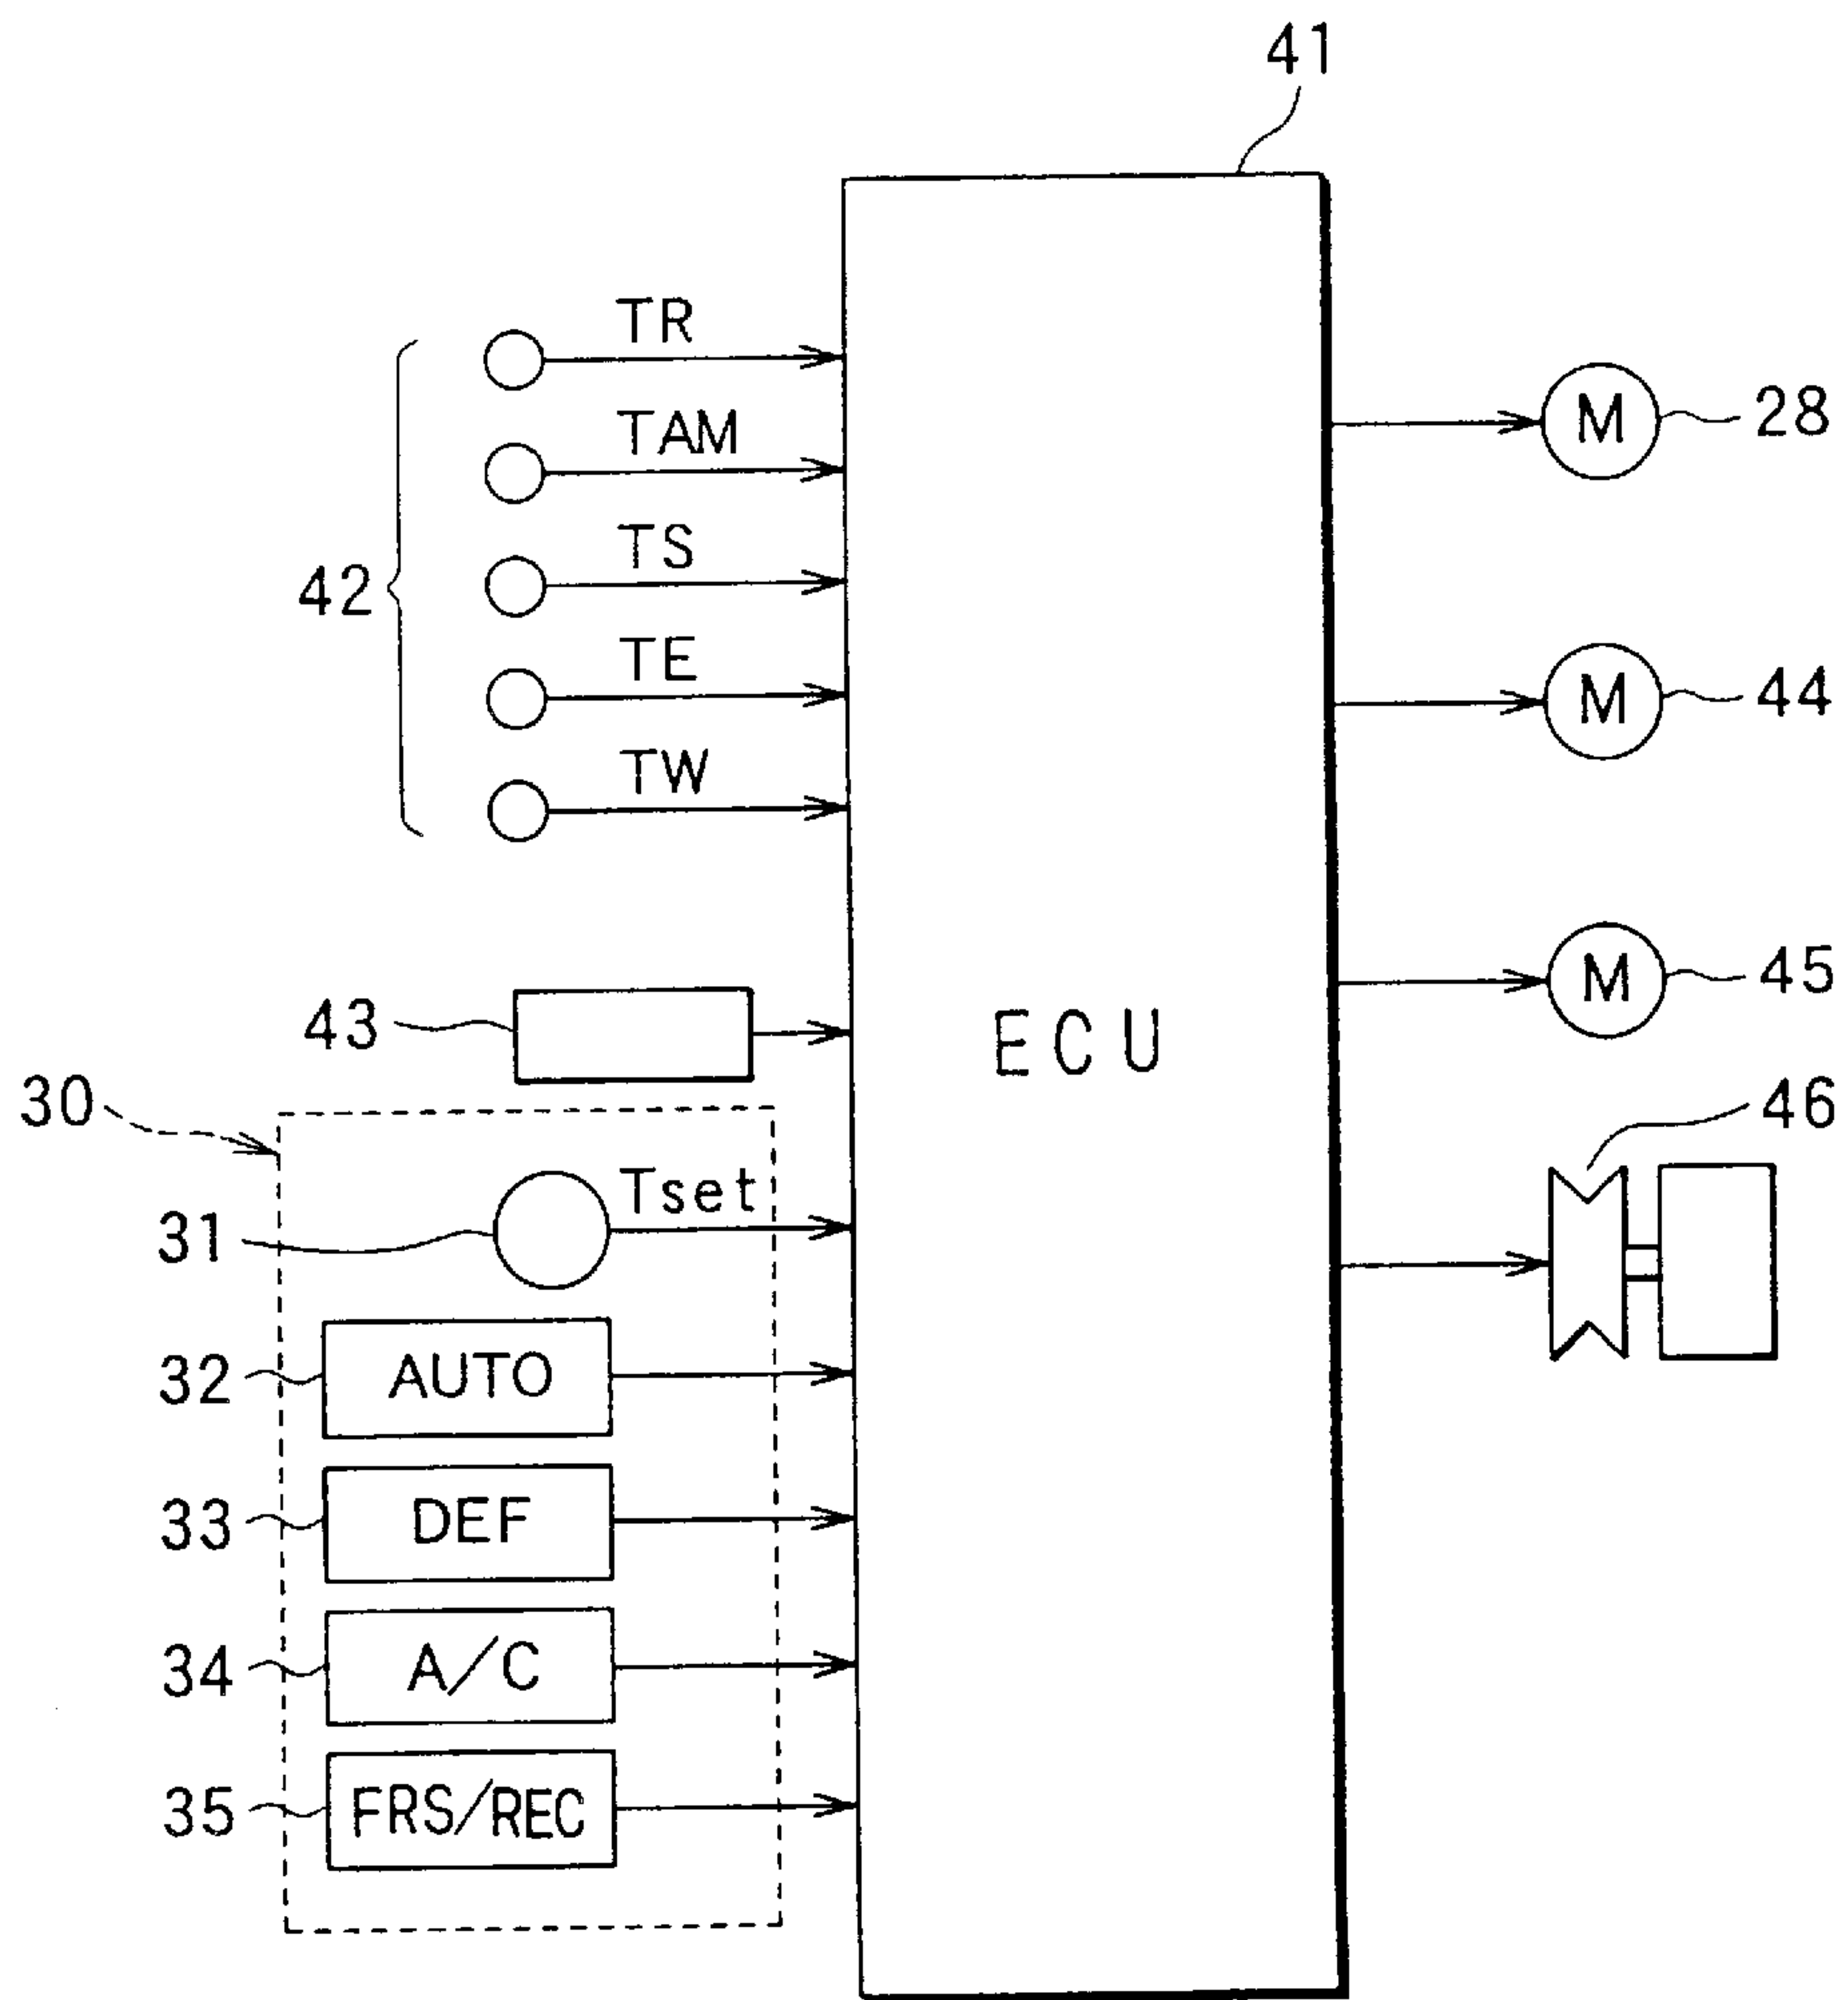 41
TR
TAM
TS
TE
TW
42
M
28
M
44
M
45
43
ECU
30
46
Tset
31
32
AUTO
33
DEF
34
A/C
35
FRS/REC